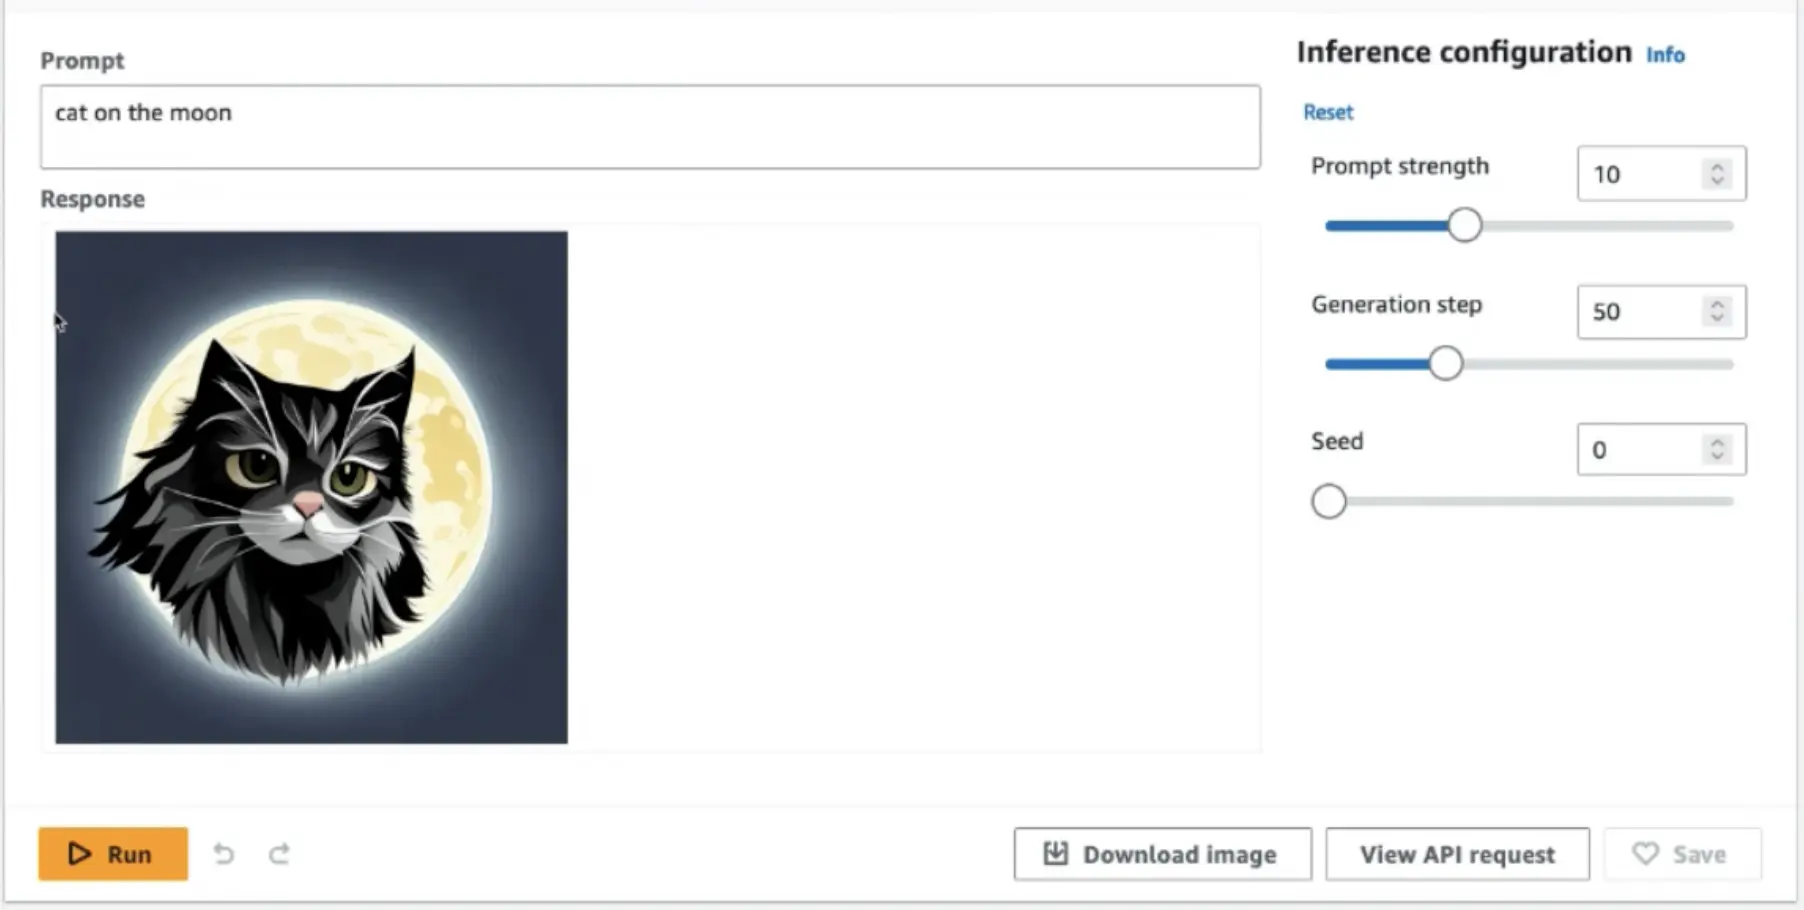 Prompt
cat on the moon
Response
Inference configuration Info
Reset
Prompt strength
10
Generation step
50
Seed
0
Run
Download image
View API request
Save